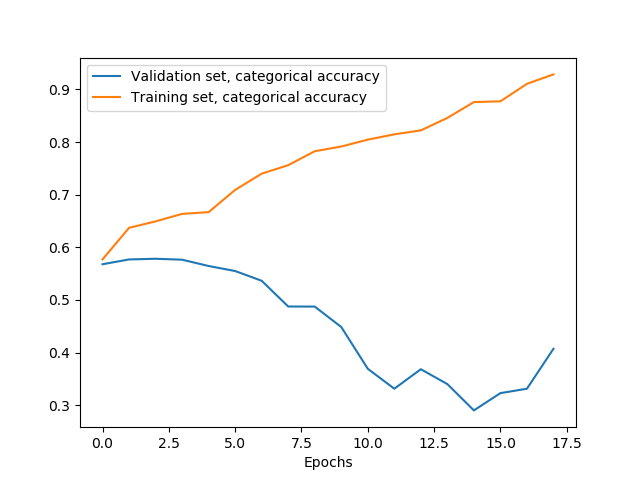 Validation set, categorical accuracy
Training set, categorical accuracy
0.9
0.8
0.7
0.6
0.5
0.4
0.3
0.0 2.5 5.0 7.5 10.0 12.5 15.0 17.5
Epochs